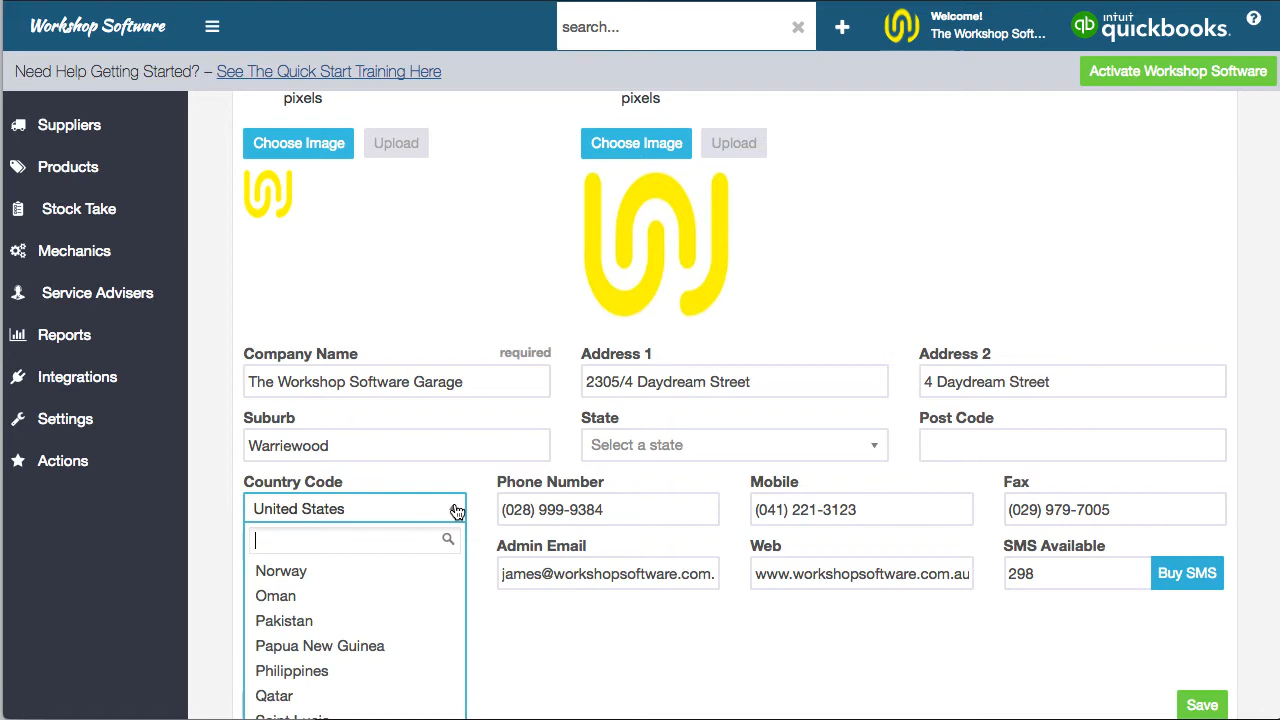 Workshop Software
search...
Welcome!
The Workshop Soft...
intuit
quickbooks.
Need Help Getting Started? – See The Quick Start Training Here
Activate Workshop Software
Suppliers
Products
Stock Take
Mechanics
Service Advisers
Reports
Integrations
Settings
Actions
pixels
pixels
Choose Image
Upload
Choose Image
Upload
Company Name
required
Address 1
Address 2
The Workshop Software Garage
2305/4 Daydream Street
4 Daydream Street
Suburb
State
Post Code
Warriewood
Select a state
Country Code
Phone Number
Mobile
Fax
United States
(028) 999-9384
(041) 221-3123
(029) 979-7005
Admin Email
Web
SMS Available
james@workshopsoftware.com.
www.workshopsoftware.com.au
298
Buy SMS
Norway
Oman
Pakistan
Papua New Guinea
Philippines
Qatar
Saint Lucia
Save